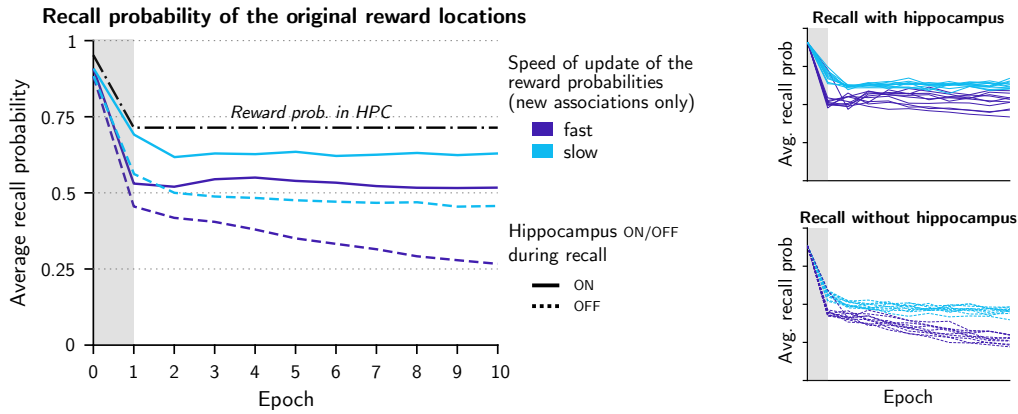 Recall probability of the original reward locations
1
0.75
0.5
0.25
0
Average recall probability
Reward prob. in HPC
0 1 2 3 4 5 6 7 8 9 10
Epoch
Speed of update of the
reward probabilities
(new associations only)
fast
slow
Hippocampus ON/OFF
during recall
ON
OFF
Recall with hippocampus
Avg. recall prob
Recall without hippocampus
Avg. recall prob
Epoch